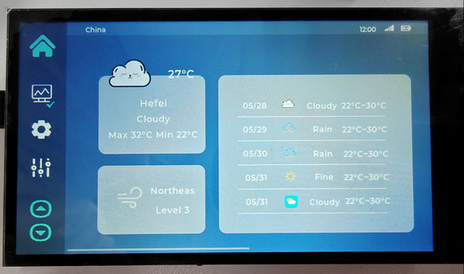 China
12:00
27°C
Hefei
Cloudy
Max 32°C Min 22°C
Northeas
Level 3
05/28 Cloudy 22°C~30°C
05/29 Rain 22°C~30°C
05/30 Rain 22°C~30°C
05/31 Fine 22°C~30°C
05/31 Cloudy 22°C~30°C